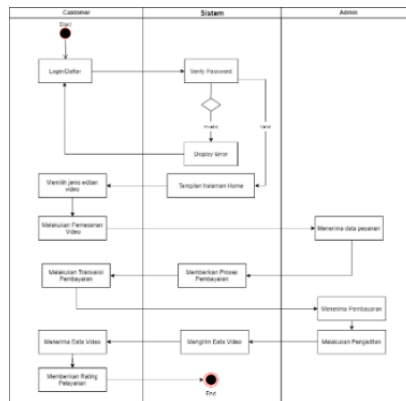 Customer
Sistem
Admin
Start
Login/Daftar
Verify Password
Invalid
Valid
Display Error
Memilih jenis editan
video
Tampilan halaman Home
Melakukan Pemesanan
Video
Menerima data pesanan
Melakukan Transaksi
Pembayaran
Memberikan Proses
Pembayaran
Menerima Pembayaran
Menerima Data Video
Mengirim Data Video
Melakukan Pengeditan
Memberikan Rating
Pelayanan
End